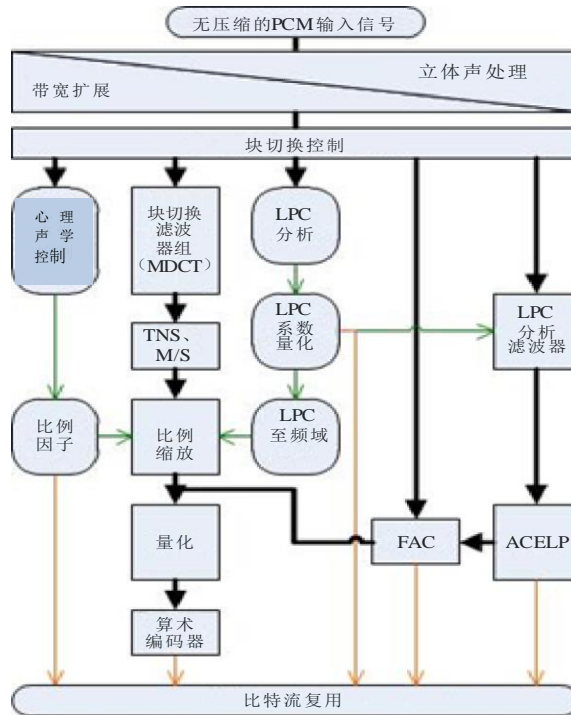 无压缩的PCM输入信号
立体声处理
带宽扩展
块切换控制
心理
声学
控制
块切换
滤波
器组
（MDCT）
LPC
分析
TNS、
M/S
LPC
系数
量化
LPC
分析
滤波器
比例
因子
比例
缩放
LPC
至频域
量化
FAC
ACELP
算术
编码器
比特流复用